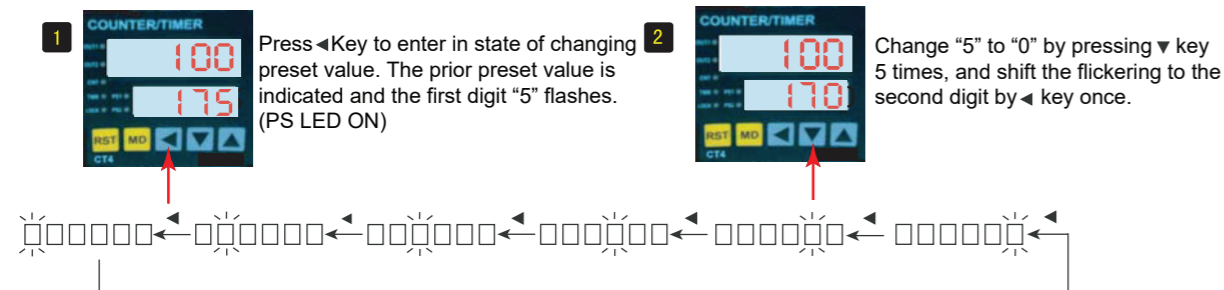 1
COUNTER/TIMER
100
175
RST MD
CT4
Press ◄Key to enter in state of changing
preset value. The prior preset value is
indicated and the first digit “5” flashes.
(PS LED ON)
2
COUNTER/TIMER
100
170
RST MD
CT4
Change “5” to “0” by pressing ▼ key
5 times, and shift the flickering to the
second digit by ◄ key once.